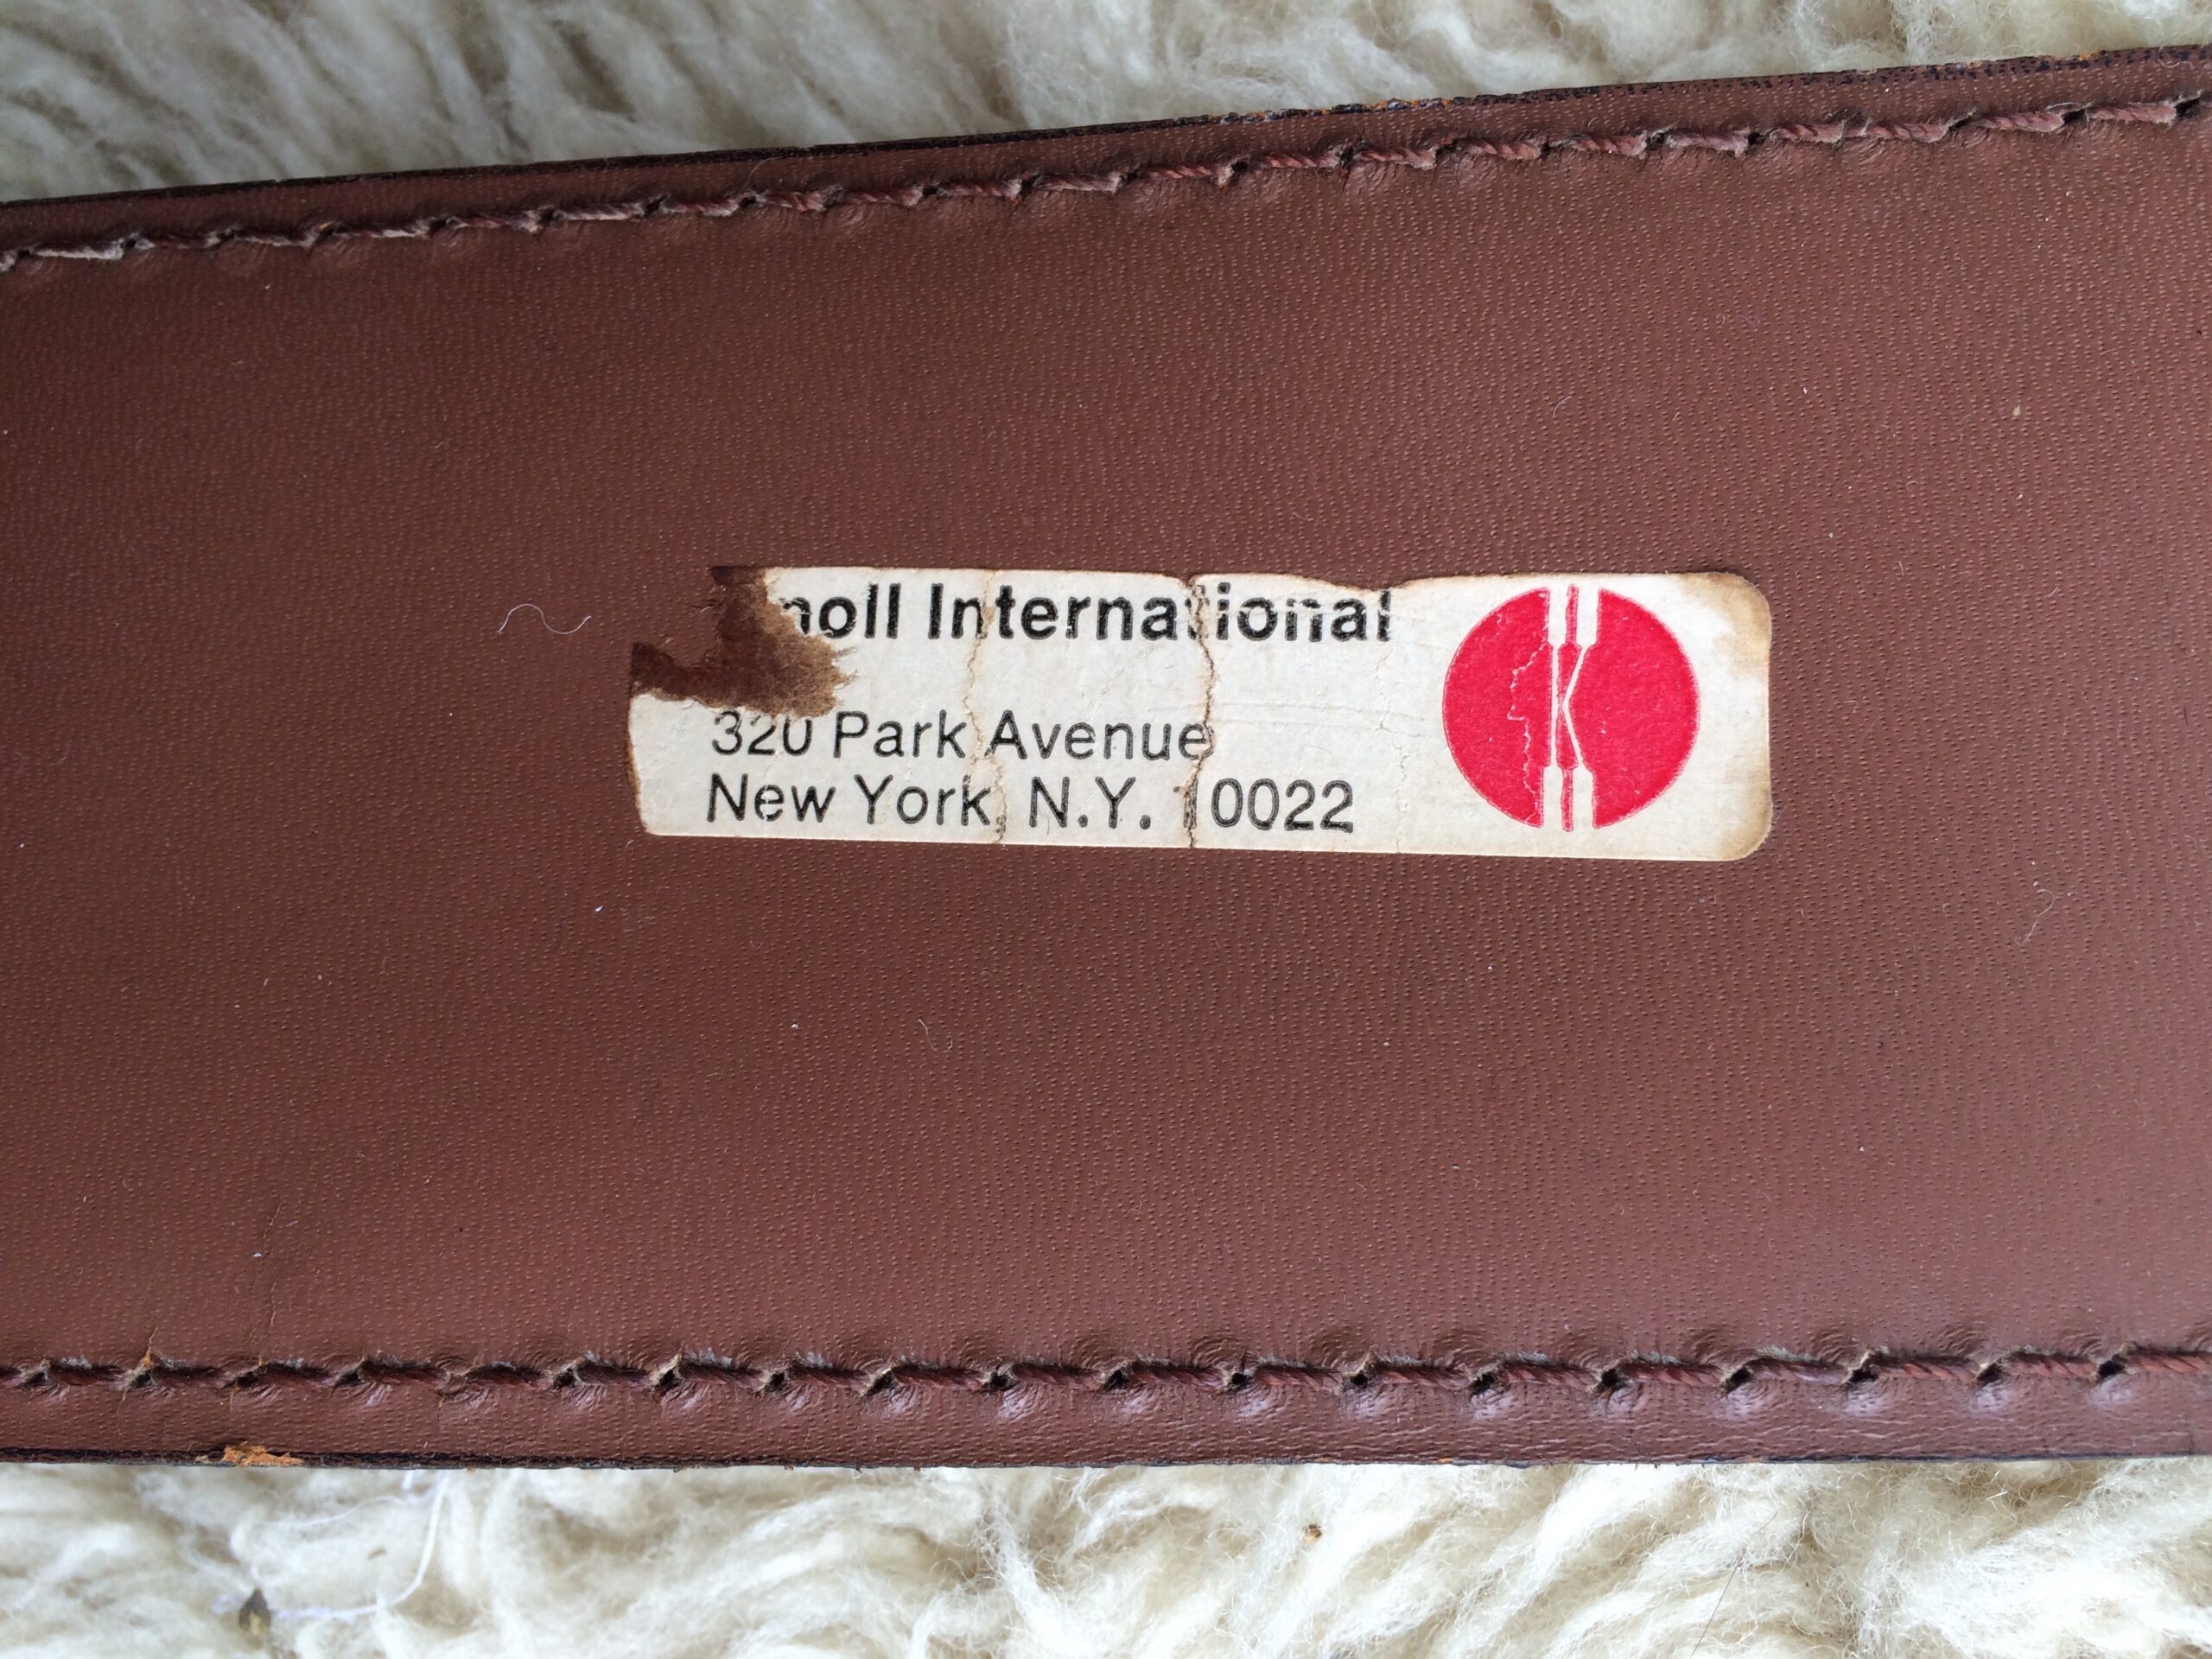 noll International
320 Park Avenue
New York, N.Y. 10022
K